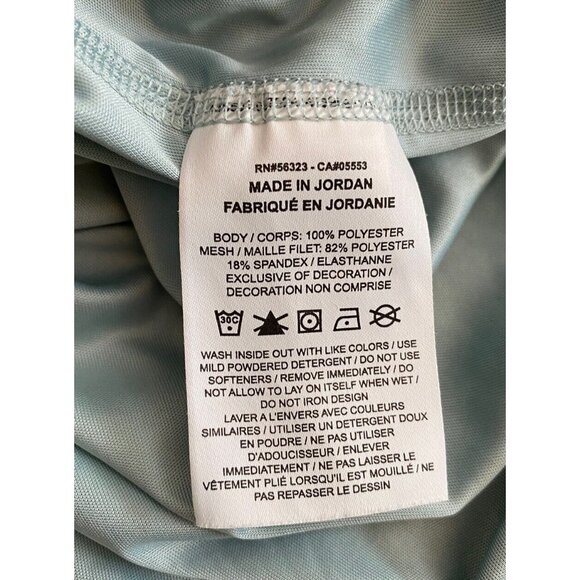 RN#56323 - CA#05553
MADE IN JORDAN
FABRIQUÉ EN JORDANIE
BODY / CORPS: 100% POLYESTER
MESH / MAILLE FILET: 82% POLYESTER
18% SPANDEX / ELASTHANNE
EXCLUSIVE OF DECORATION /
DECORATION NON COMPRISE
30C
WASH INSIDE OUT WITH LIKE COLORS / USE
MILD POWDERED DETERGENT / DO NOT USE
SOFTENERS / REMOVE IMMEDIATELY / DO
NOT ALLOW TO LAY ON ITSELF WHEN WET /
DO NOT IRON DESIGN
LAVER A L'ENVERS AVEC COULEURS
SIMILAIRES / UTILISER UN DETERGENT DOUX
EN POUDRE / NE PAS UTILISER
D'ADOUCISSEUR / ENLEVER
IMMEDIATEMENT / NE PAS LAISSER LE
VÊTEMENT PLIÉ LORSQU'IL EST MOUILLÉ / NE
PAS REPASSER LE DESSIN